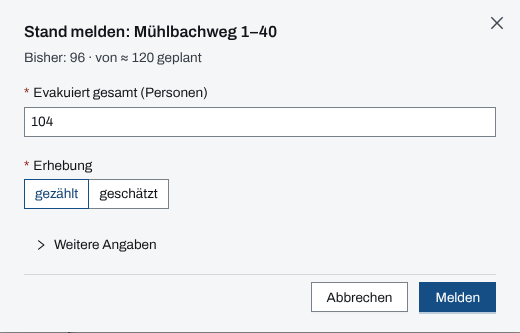 Stand melden: Mühlbachweg 1–40
Bisher: 96 · von ≈ 120 geplant
* Evakuiert gesamt (Personen)
104
* Erhebung
gezählt geschätzt
Weitere Angaben
Abbrechen Melden